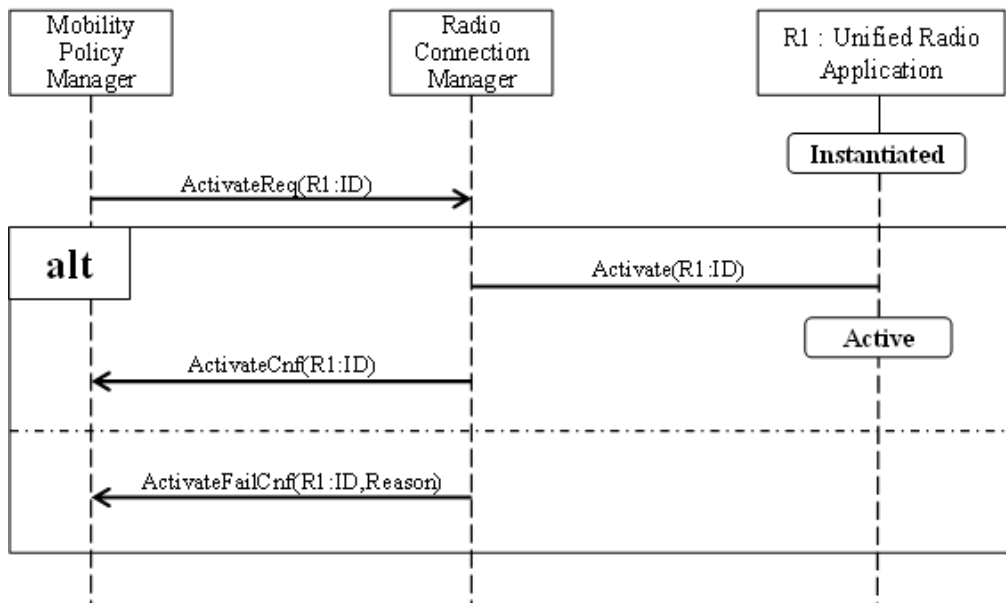 Mobility
Policy
Manager
Radio
Connection
Manager
R1 : Unified Radio
Application
Instantiated
ActivateReq(R1:ID)
alt
Activate(R1:ID)
Active
ActivateCnf(R1:ID)
ActivateFailCnf(R1:ID,Reason)